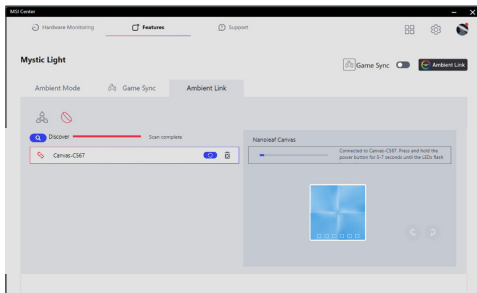 MSI Center
Hardware Monitoring
Features
Support
Mystic Light
Game Sync
Ambient Link
Ambient Mode
Game Sync
Ambient Link
Discover
Scan complete
Nanoleaf Canvas
Canvas-C567
Connected to Canvas-C587. Press and hold the
power button for 5-7 seconds until the LEDs flash